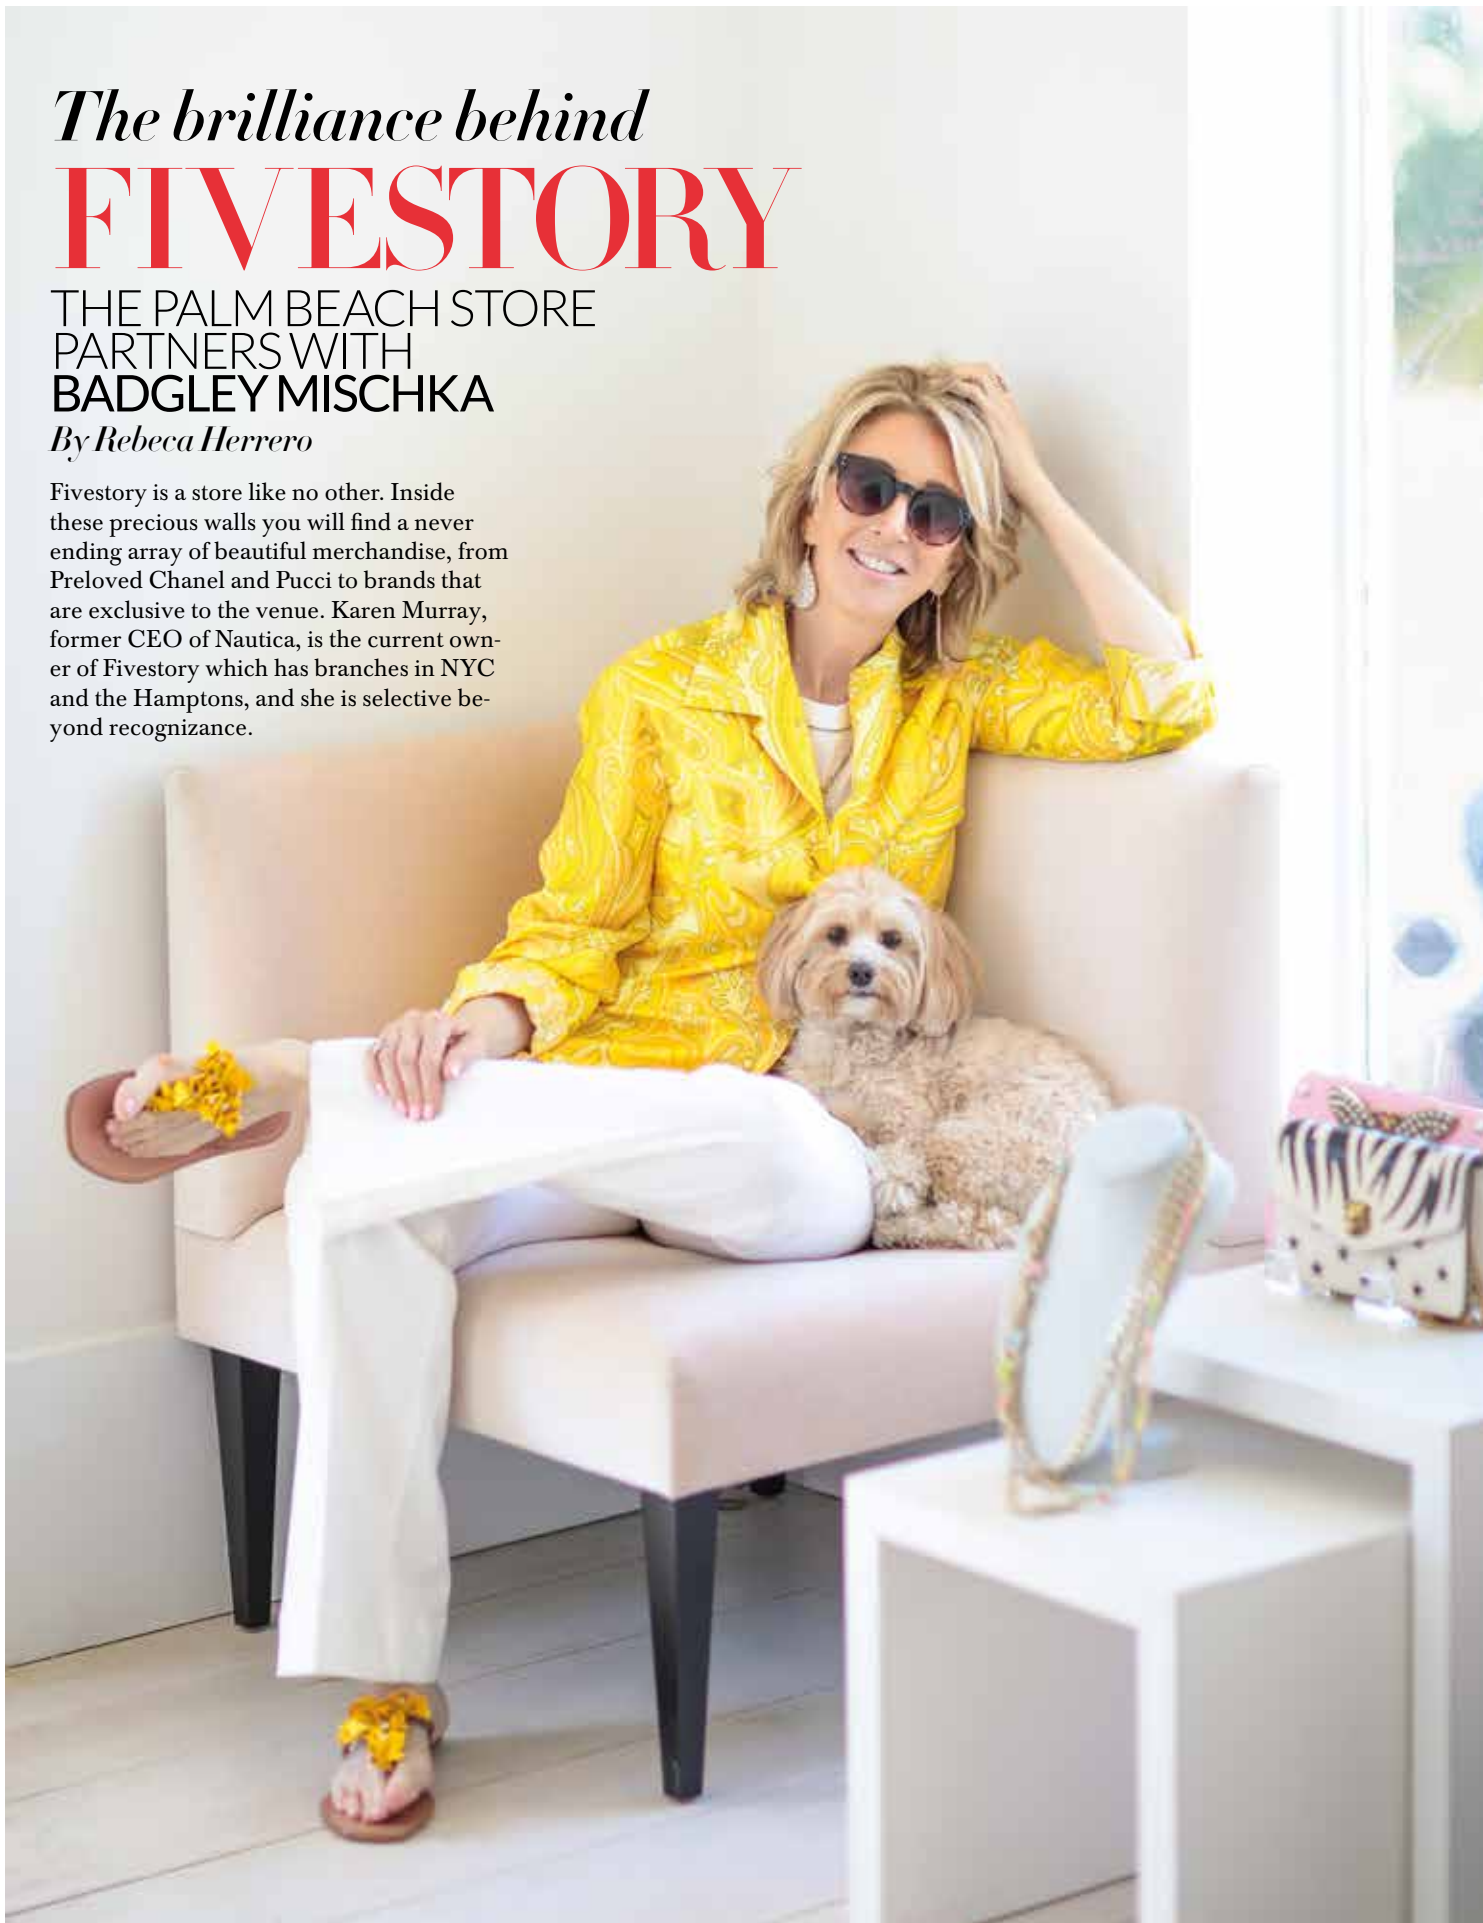 The brilliance behind
FIVESTORY
THE PALM BEACH STORE
PARTNERS WITH
BADGLEY MISCHKA
By Rebeca Herrero
Fivestory is a store like no other. Inside
these precious walls you will find a never
ending array of beautiful merchandise, from
Preloved Chanel and Pucci to brands that
are exclusive to the venue. Karen Murray,
former CEO of Nautica, is the current own-
er of Fivestory which has branches in NYC
and the Hamptons, and she is selective be-
yond recognizance.